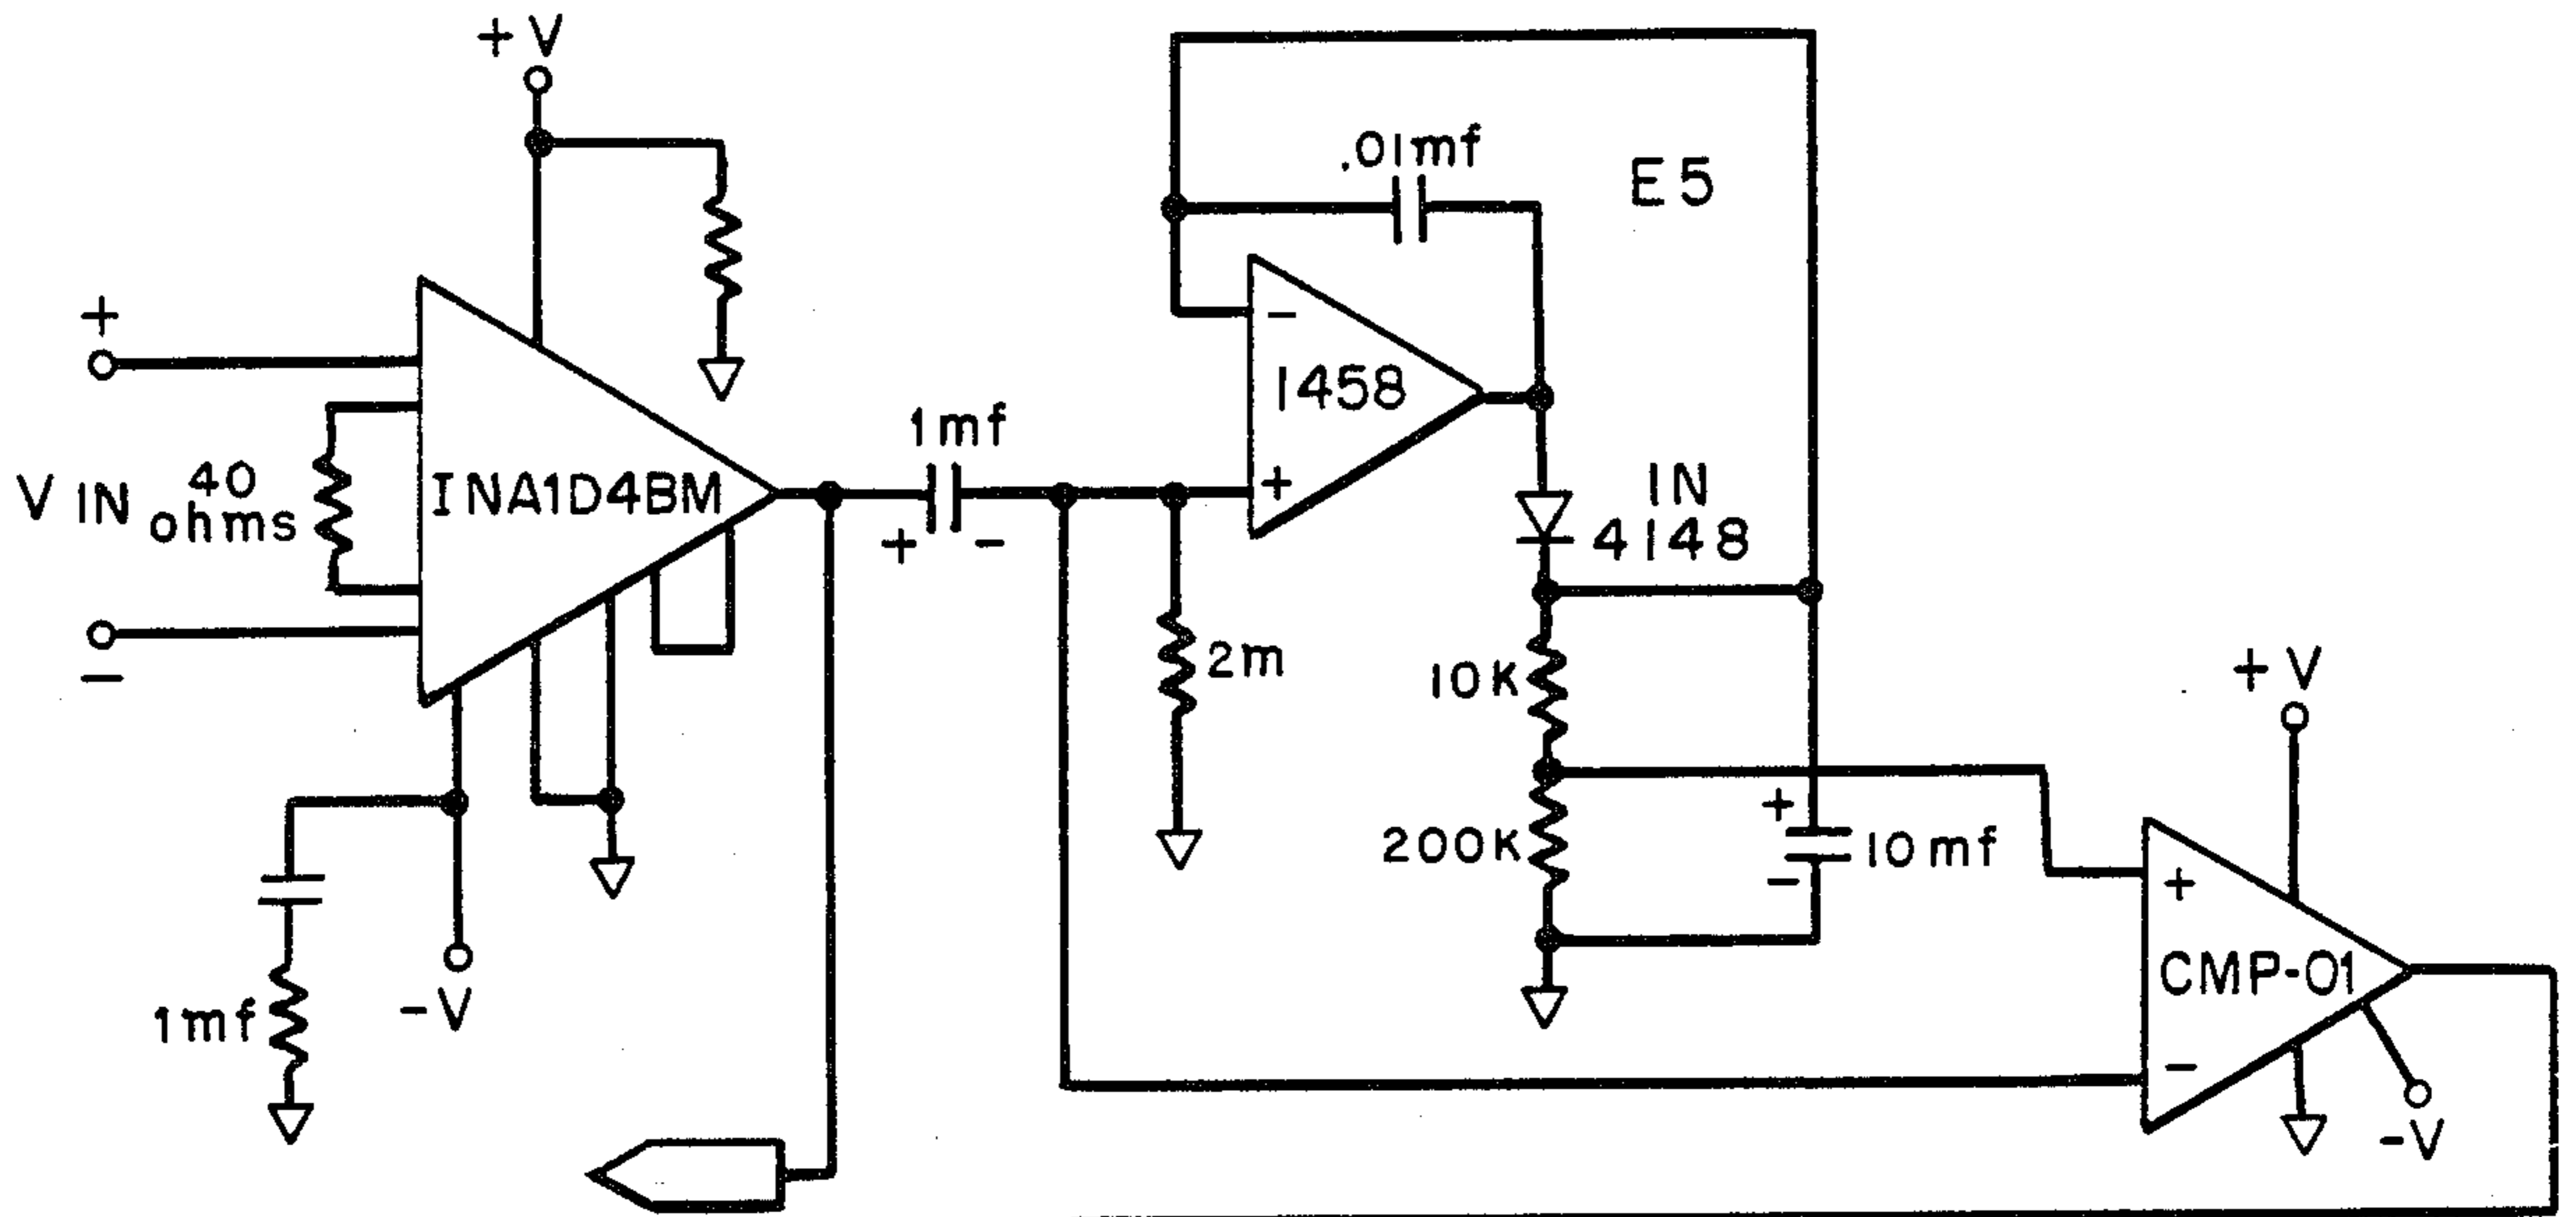 +V
.01mf
E5
+
-
1458
+
1mf
+ -
V IN
40
ohms
INA1D4BM
-
IN
4148
2m
10K
200K
+
10mf
-
+V
+
CMP-01
-
-V
-V
1mf